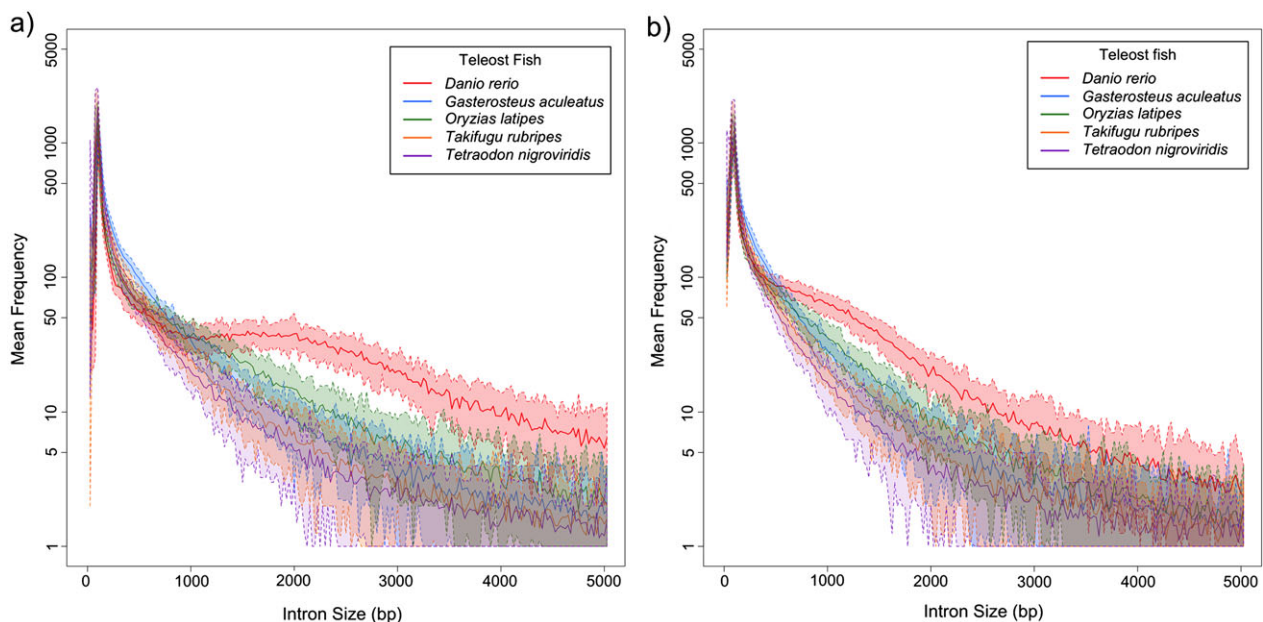 a)
Teleost Fish
Danio rerio
Gasterosteus aculeatus
Oryzias latipes
Takifugu rubripes
Tetraodon nigroviridis
Mean Frequency
5000
1000
500
100
50
10
5
1
0
1000
2000
3000
4000
5000
Intron Size (bp)
b)
Teleost fish
Danio rerio
Gasterosteus aculeatus
Oryzias latipes
Takifugu rubripes
Tetraodon nigroviridis
Mean Frequency
5000
1000
500
100
50
10
5
1
0
1000
2000
3000
4000
5000
Intron Size (bp)